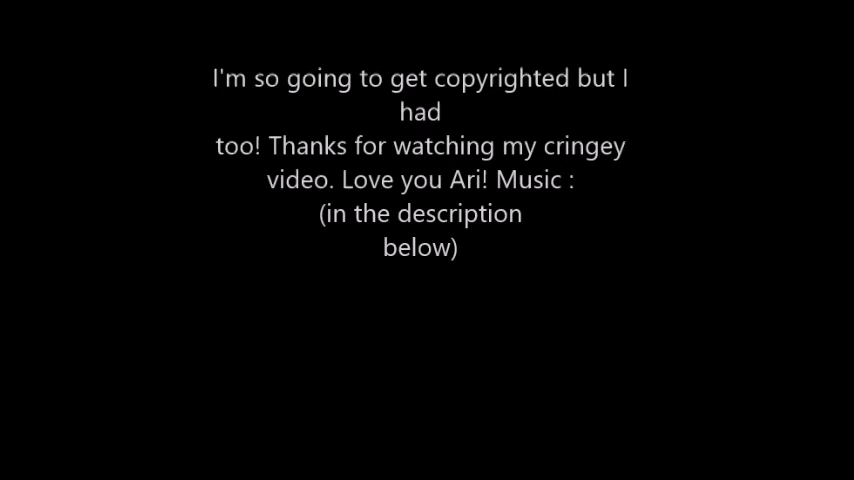 I'm so going to get copyrighted but I
had
too! Thanks for watching my cringey
video. Love you Ari! Music :
(in the description
below)